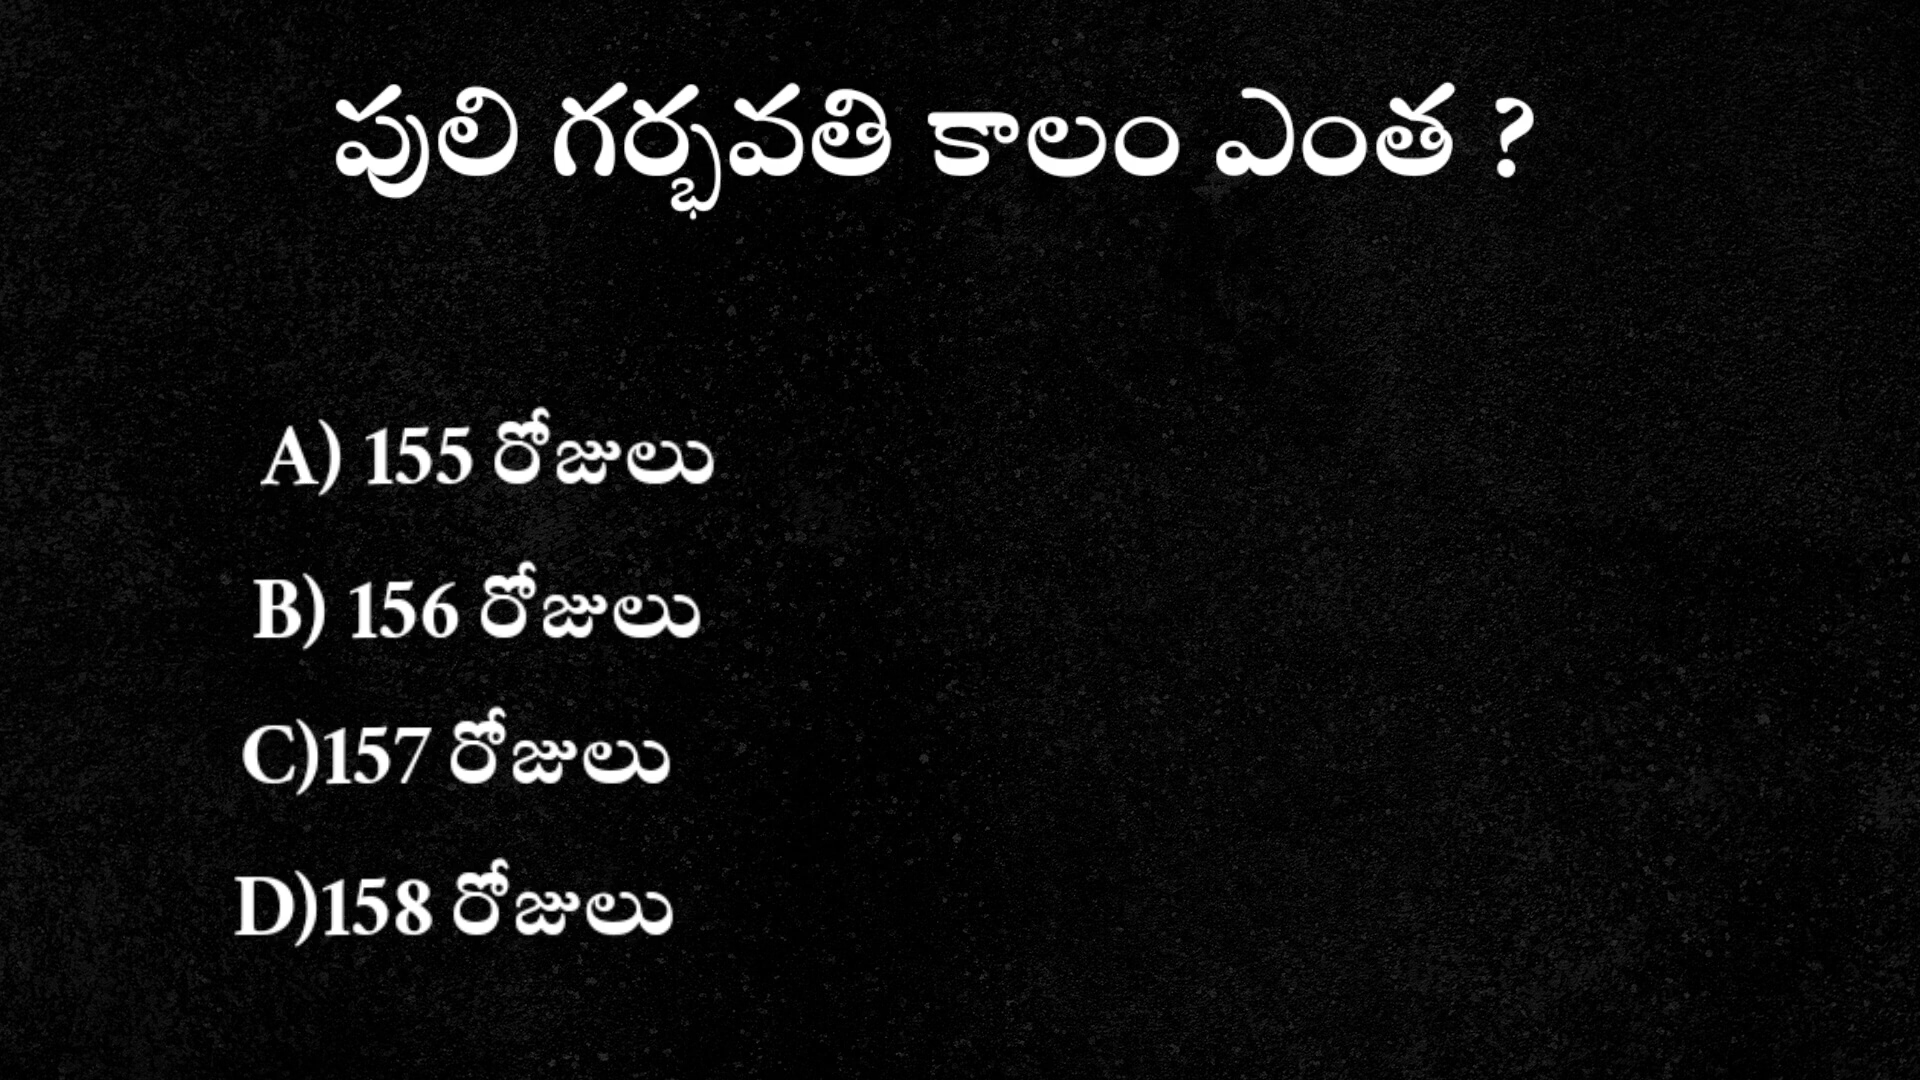 పులి గర్భవతి కాలం ఎంత ?
A) 155 రోజులు
B) 156 రోజులు
C)157 రోజులు
D)158 రోజులు